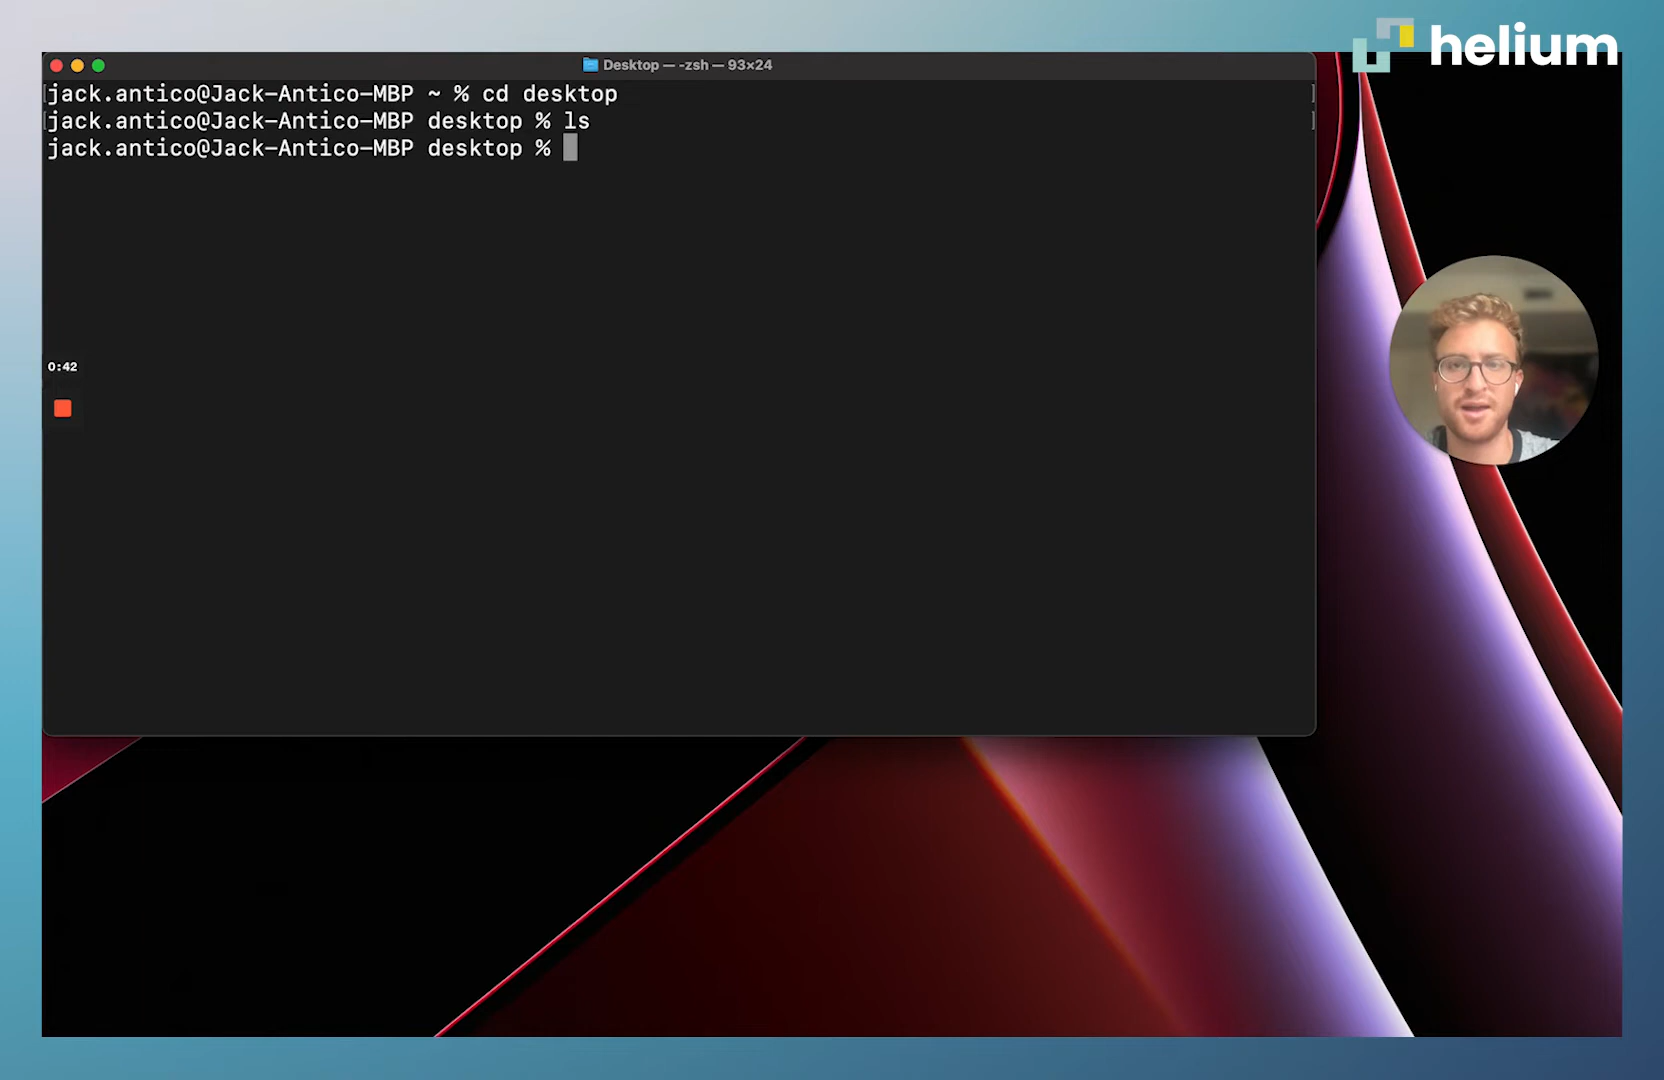 helium
Desktop — -zsh — 93×24
jack.antico@Jack-Antico-MBP ~ % cd desktop
jack.antico@Jack-Antico-MBP desktop % ls
jack.antico@Jack-Antico-MBP desktop %
0:42